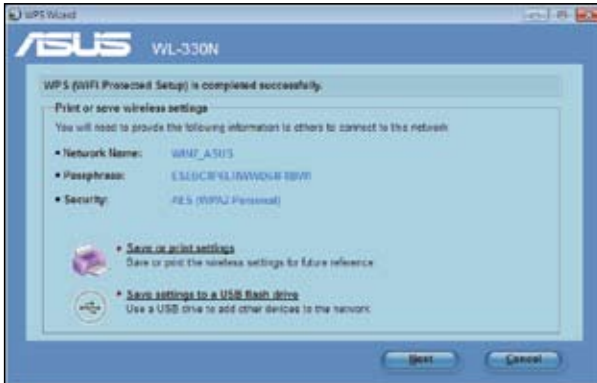 WPS Wizard
ASUS WL-330N
WPS (WiFi Protected Setup) is completed successfully.
Print or save wireless settings
You will need to provide the following information to others to connect to this network
• Network Name: WIN7_ASUS
• Passphrase:
• Security: AES (WPA2 Personal)
• Save or print settings
Save or print the wireless settings for future reference
• Save settings to a USB flash drive
Use a USB drive to add other devices to the network
Next Cancel